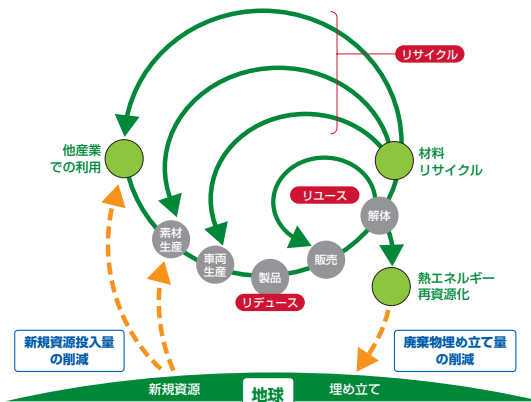 リサイクル
他産業
での利用
材料
リサイクル
リユース
解体
素材
生産
車両
生産
製品
販売
リデュース
熱エネルギー
再資源化
新規資源投入量
の削減
廃棄物埋め立て量
の削減
新規資源
地球
埋め立て